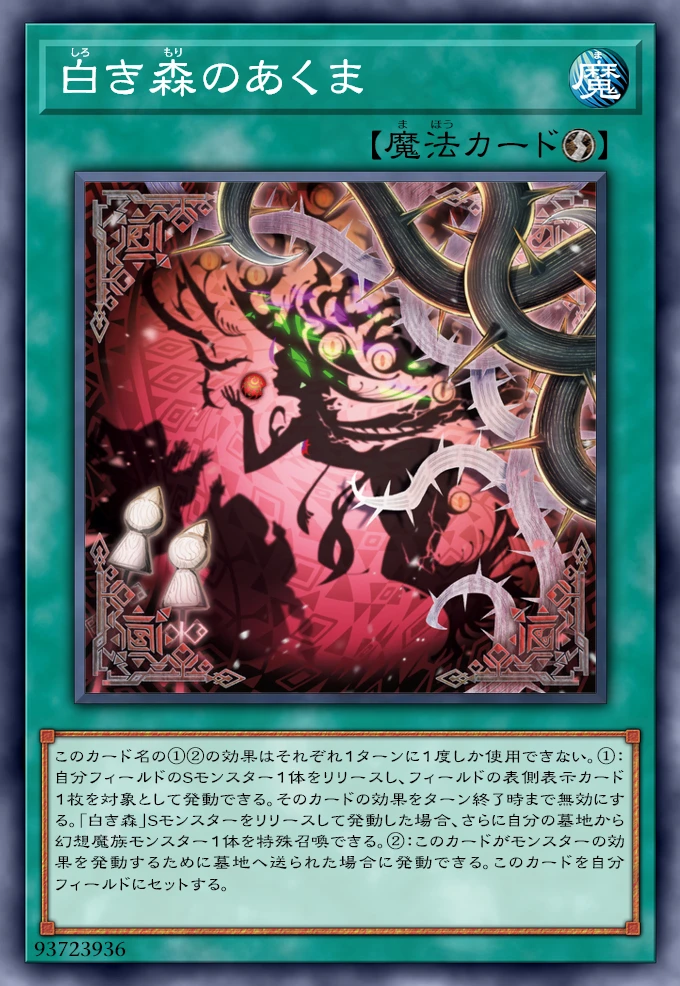 白き森のあくま
しろ もり
魔
ま
【魔法カード】
ま ほう
このカード名の①②の効果はそれぞれ1ターンに1度しか使用できない。①:
自分フィールドのSモンスター1体をリリースし、フィールドの表側表示カード
1枚を対象として発動できる。そのカードの効果をターン終了時まで無効にす
る。「白き森」Sモンスターをリリースして発動した場合、さらに自分の墓地から
幻想魔族モンスター1体を特殊召喚できる。②:このカードがモンスターの効
果を発動するために墓地へ送られた場合に発動できる。このカードを自分
フィールドにセットする。
93723936